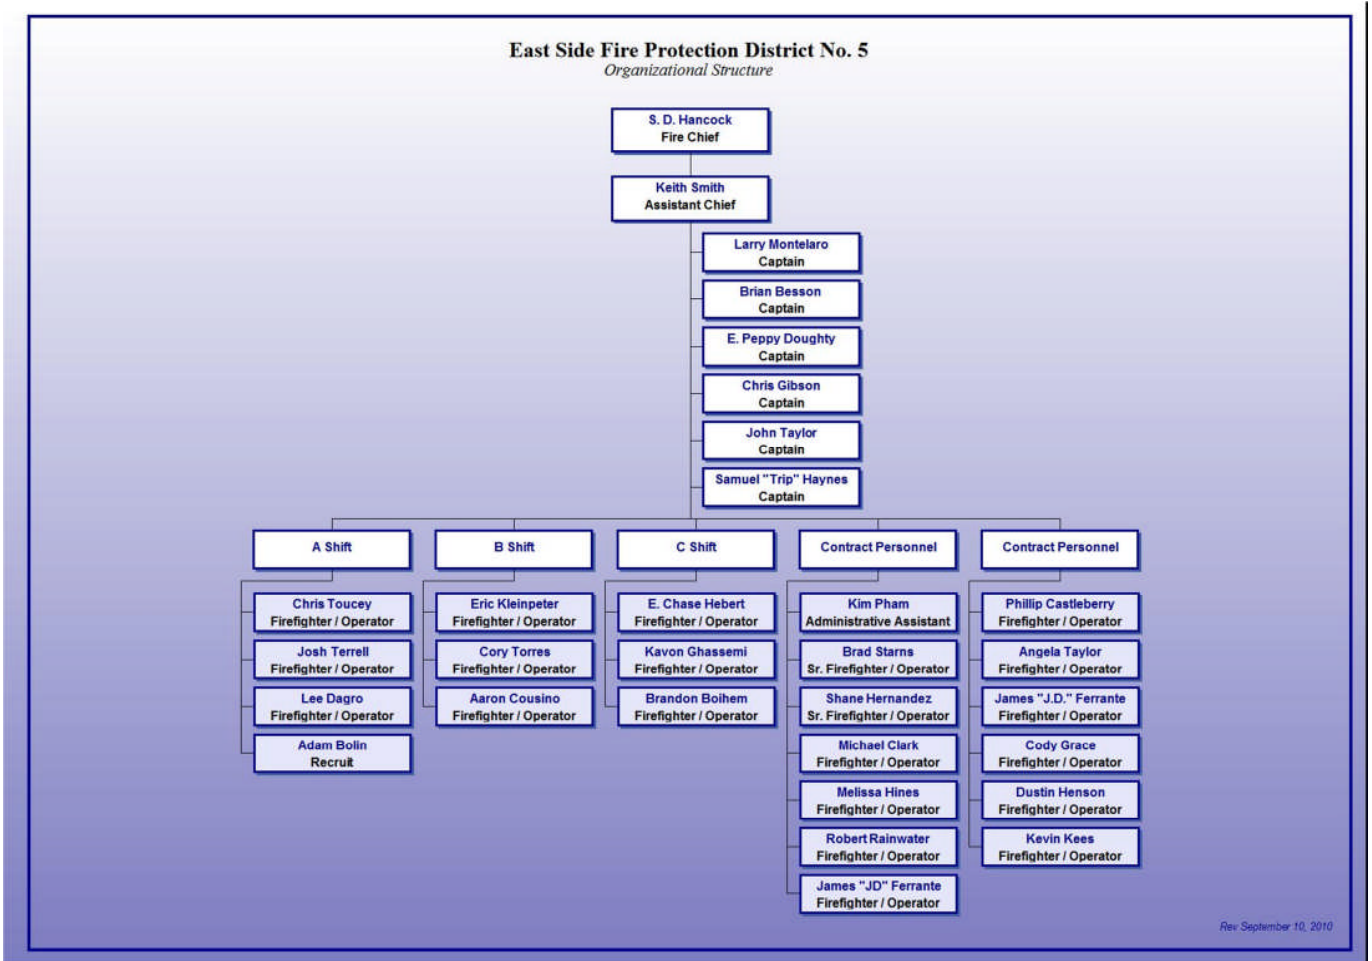 East Side Fire Protection District No. 5
Organizational Structure
S. D. Hancock
Fire Chief
Keith Smith
Assistant Chief
Larry Montelaro
Captain
Brian Besson
Captain
E. Peppy Doughty
Captain
Chris Gibson
Captain
John Taylor
Captain
Samuel "Trip" Haynes
Captain
A Shift
Chris Toucey
Firefighter / Operator
Josh Terrell
Firefighter / Operator
Lee Dagro
Firefighter / Operator
Adam Bolin
Recruit
B Shift
Eric Kleinpeter
Firefighter / Operator
Cory Torres
Firefighter / Operator
Aaron Cousino
Firefighter / Operator
C Shift
E. Chase Hebert
Firefighter / Operator
Kavon Ghassemi
Firefighter / Operator
Brandon Boihem
Firefighter / Operator
Contract Personnel
Kim Pham
Administrative Assistant
Brad Starns
Sr. Firefighter / Operator
Shane Hernandez
Sr. Firefighter / Operator
Michael Clark
Firefighter / Operator
Melissa Hines
Firefighter / Operator
Robert Rainwater
Firefighter / Operator
James "JD" Ferrante
Firefighter / Operator
Contract Personnel
Phillip Castleberry
Firefighter / Operator
Angela Taylor
Firefighter / Operator
James "J.D." Ferrante
Firefighter / Operator
Cody Grace
Firefighter / Operator
Dustin Henson
Firefighter / Operator
Kevin Kees
Firefighter / Operator
Rev September 10, 2010